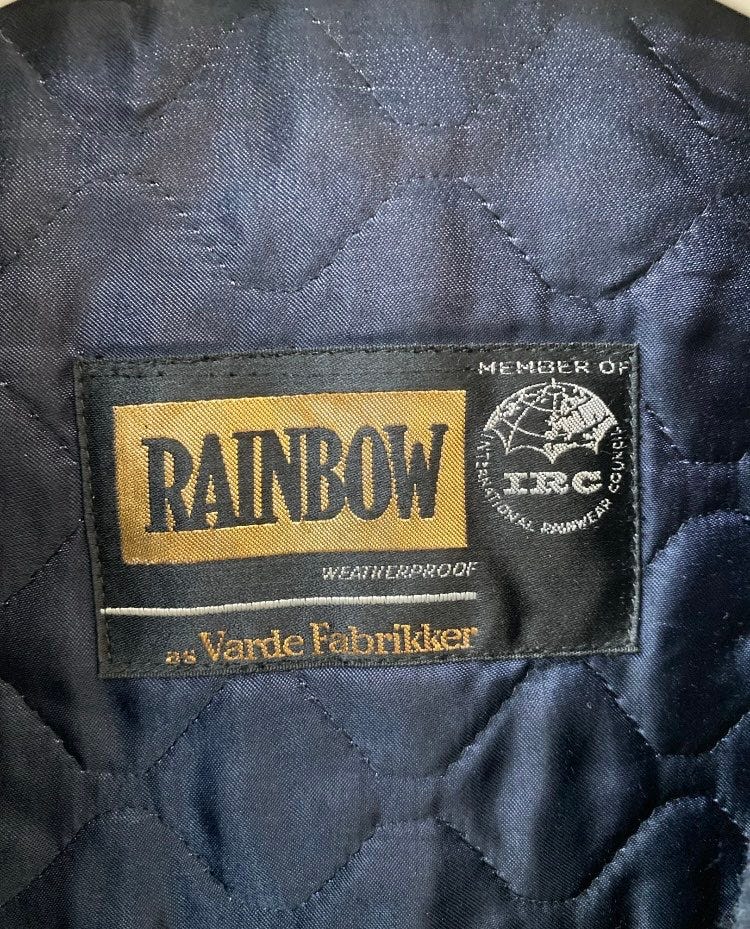 MEMBER OF
RAINBOW
IRC
INTERNATIONAL RAINWEAR COUNCIL
WEATHERPROOF
as Varde Fabrikker